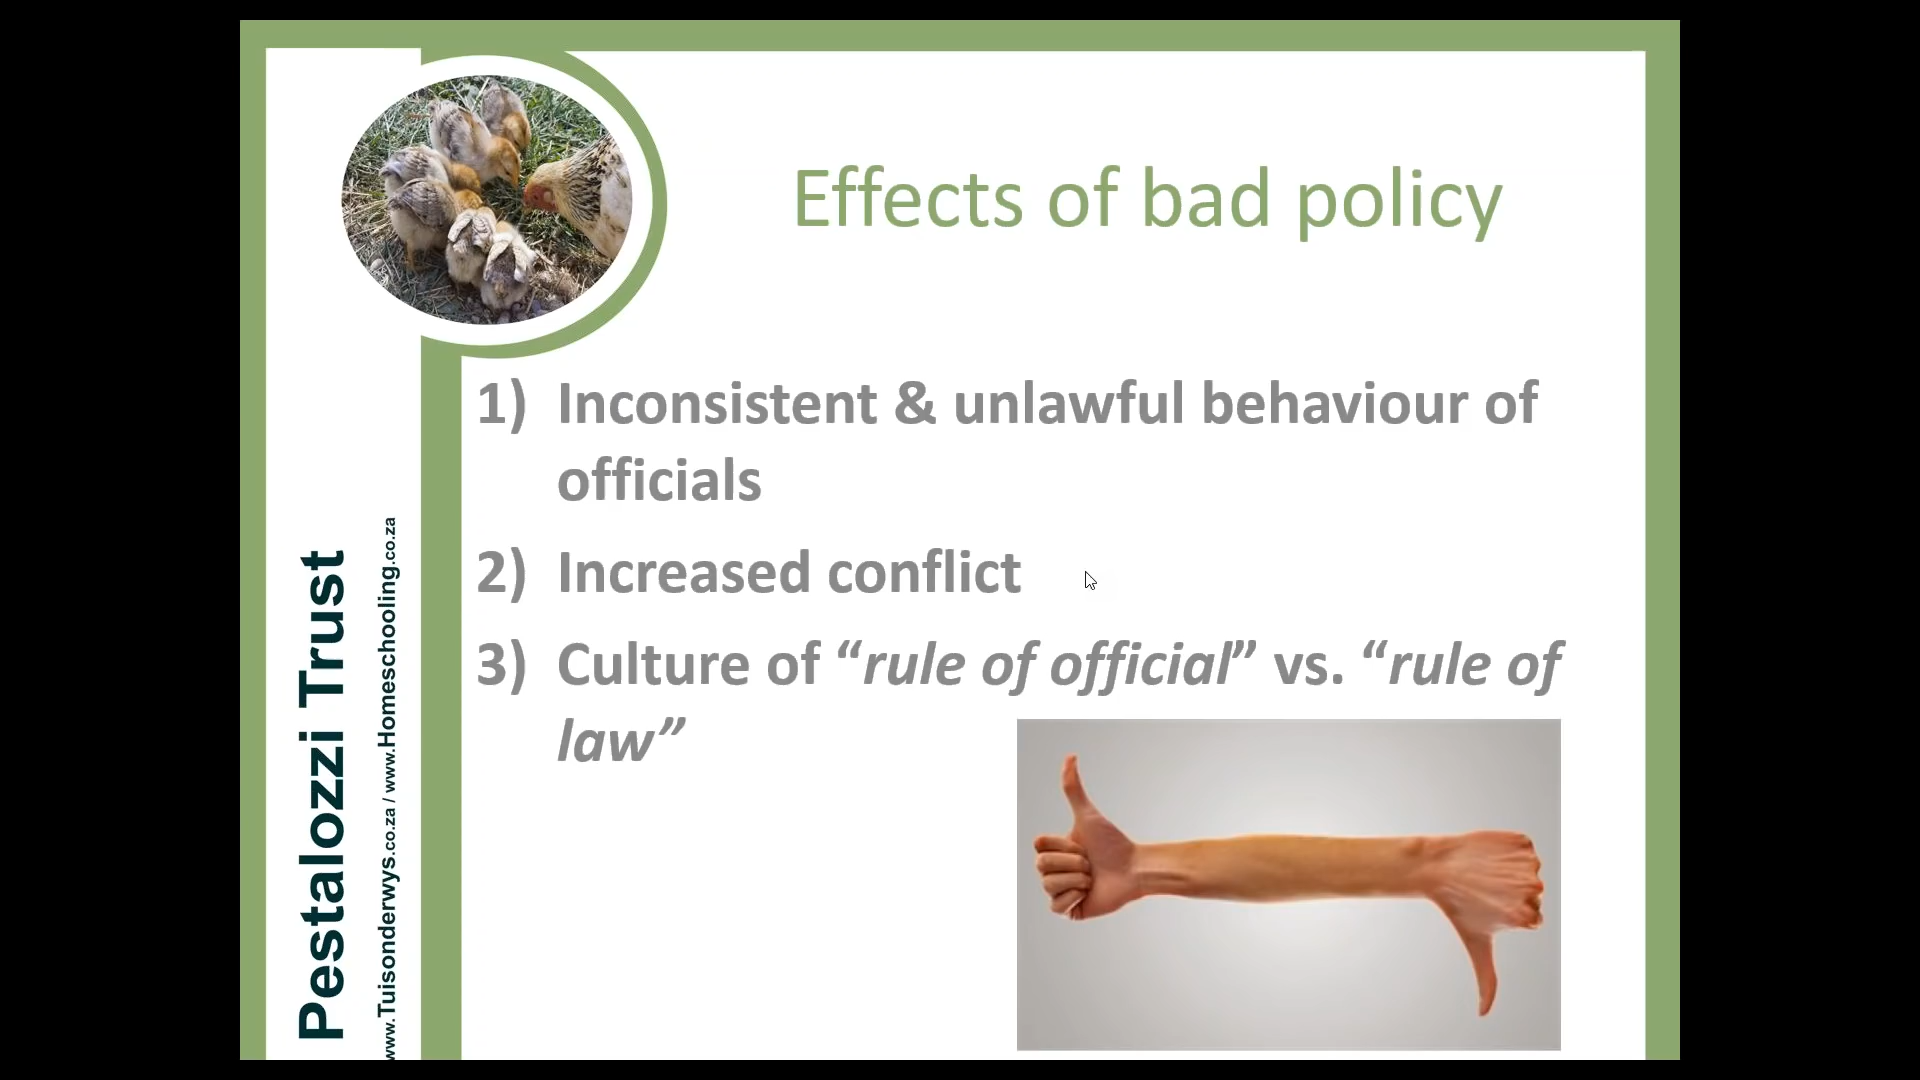 Effects of bad policy
1) Inconsistent & unlawful behaviour of
officials
2) Increased conflict
3) Culture of “rule of official” vs. “rule of
law”
Pestalozzi Trust
www.Tuisonderwys.co.za / www.Homeschooling.co.za